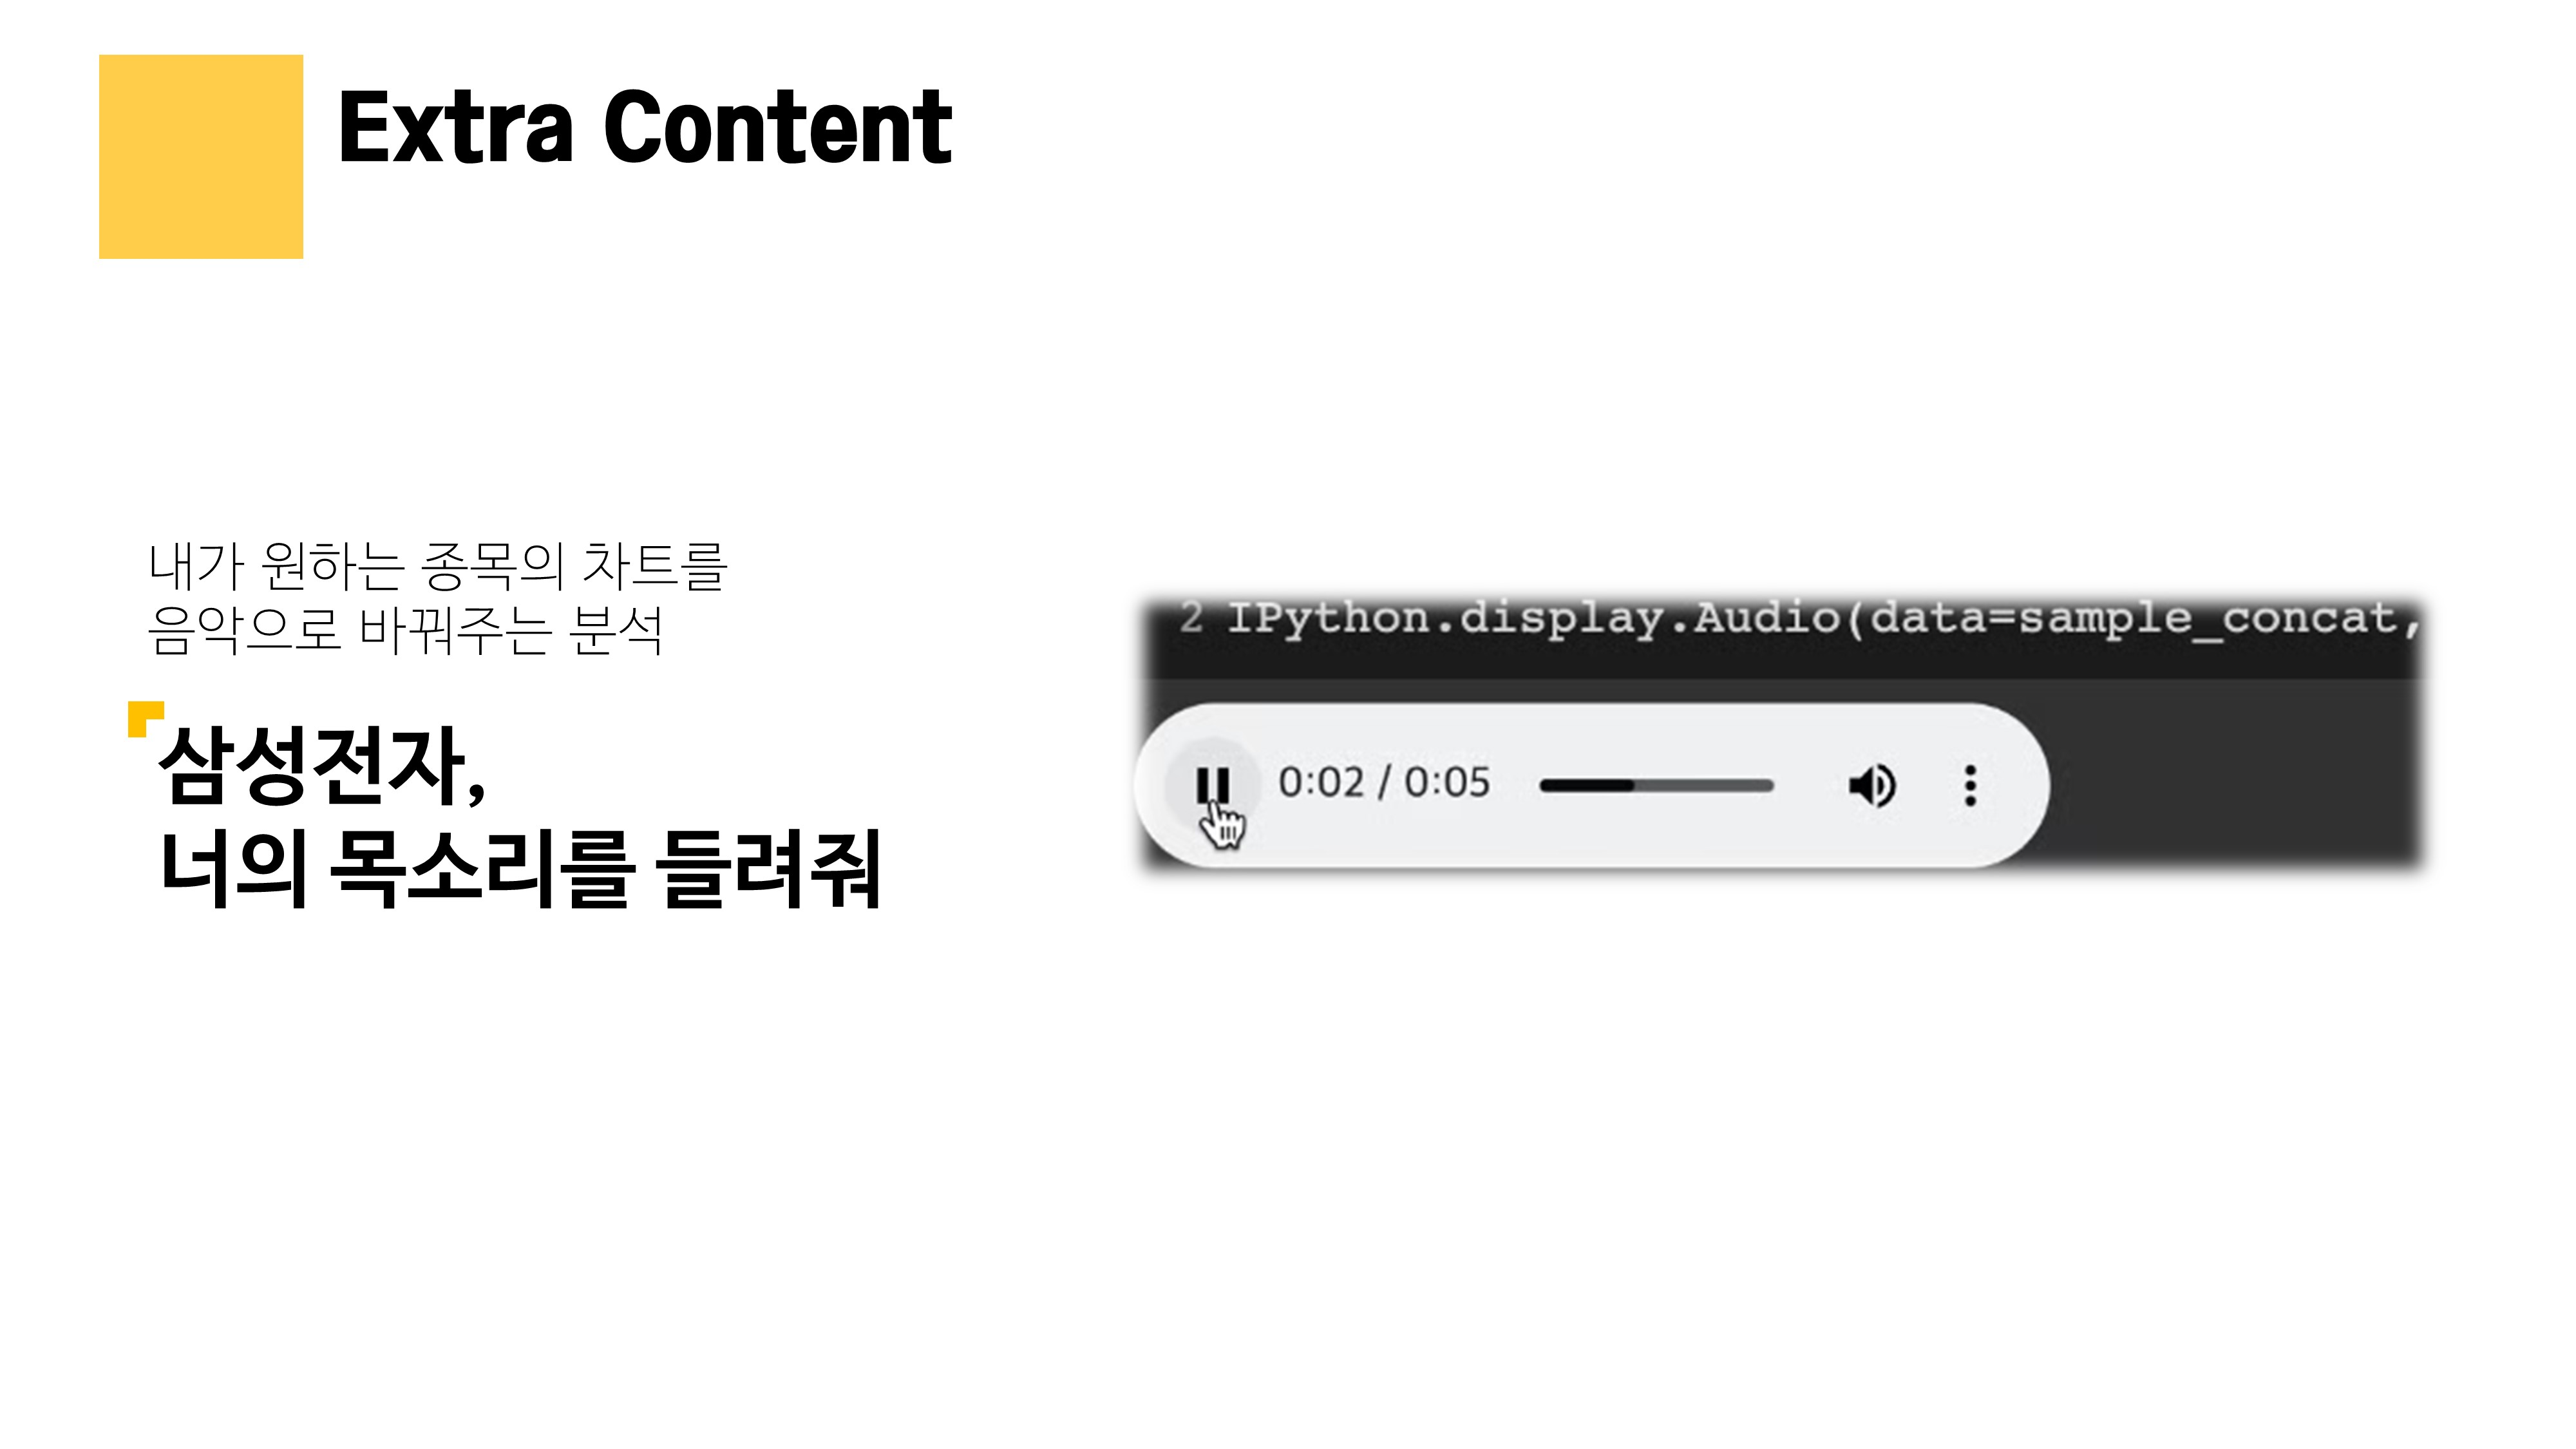 Extra Content
내가 원하는 종목의 차트를
음악으로 바꿔주는 분석
삼성전자,
너의 목소리를 들려줘
2 IPython.display.Audio(data=sample_concat,
0:02 / 0:05